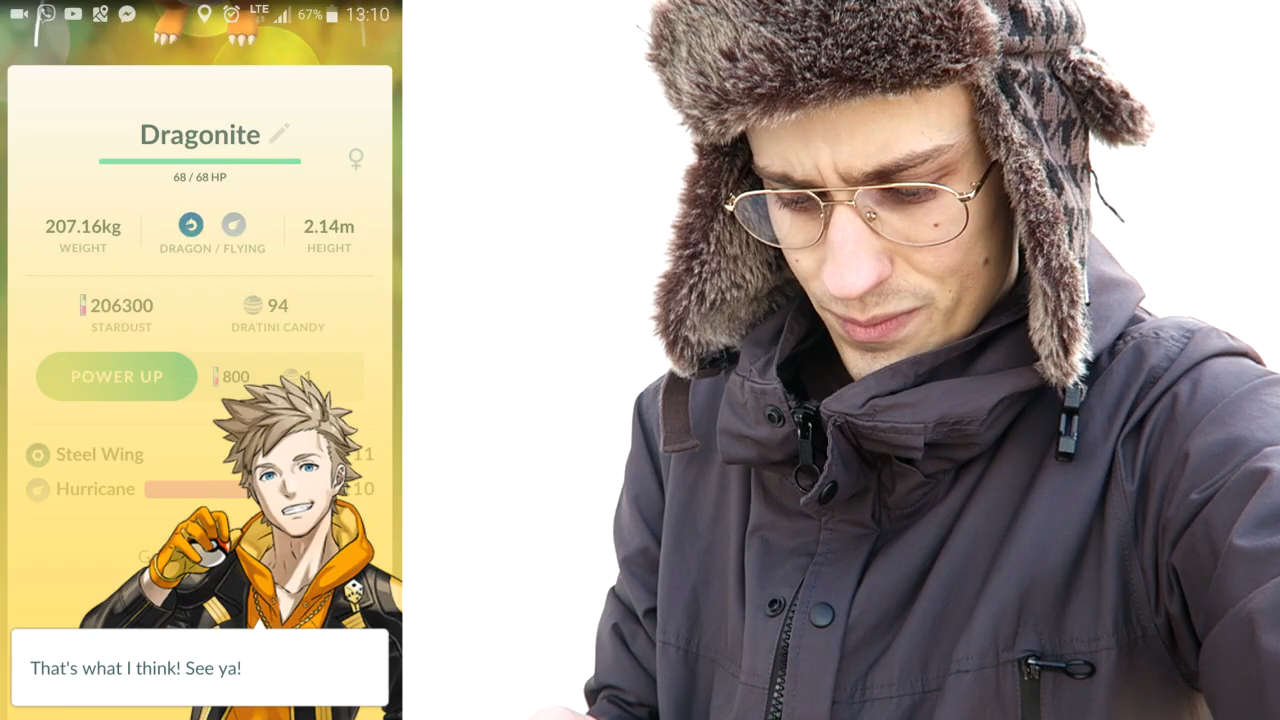 LTE 67% 13:10
Dragonite
68 / 68 HP
207.16kg
WEIGHT
DRAGON / FLYING
2.14m
HEIGHT
206300
STARDUST
94
DRATINI CANDY
POWER UP
800
1
Steel Wing 11
Hurricane 10
That's what I think! See ya!